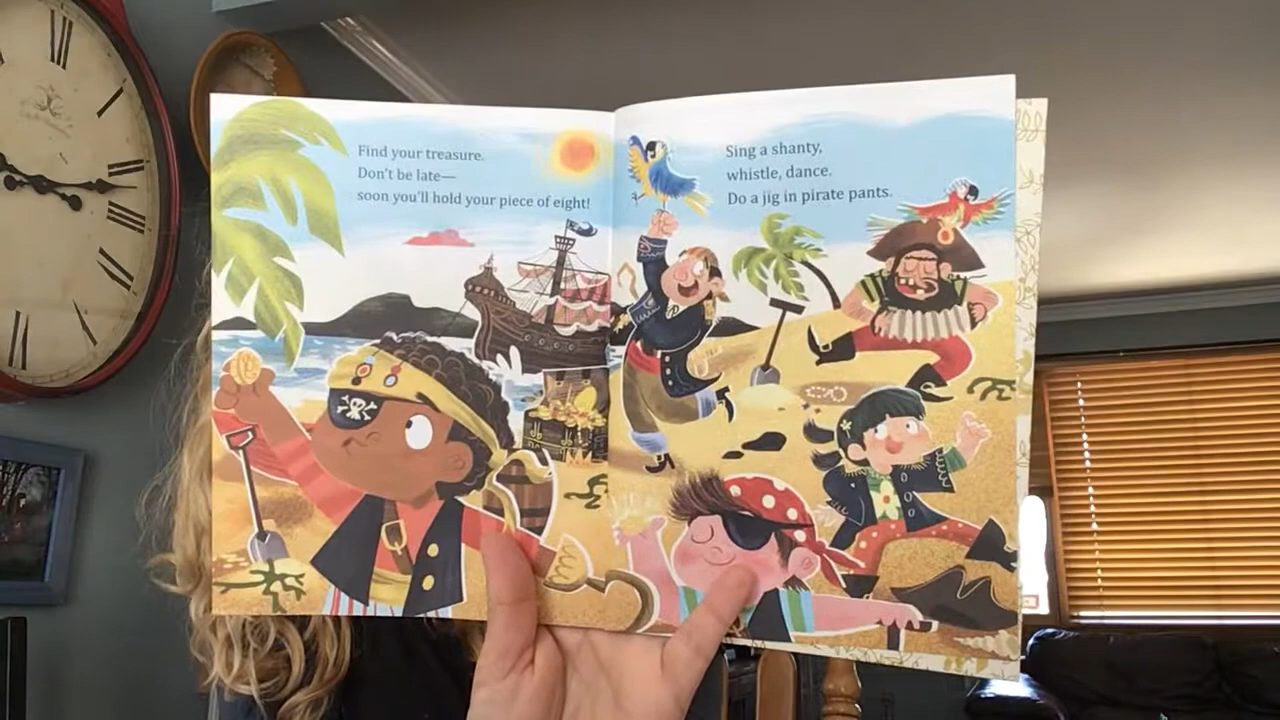 Find your treasure.
Don't be late—
soon you'll hold your piece of eight!
Sing a shanty,
whistle, dance.
Do a jig in pirate pants.